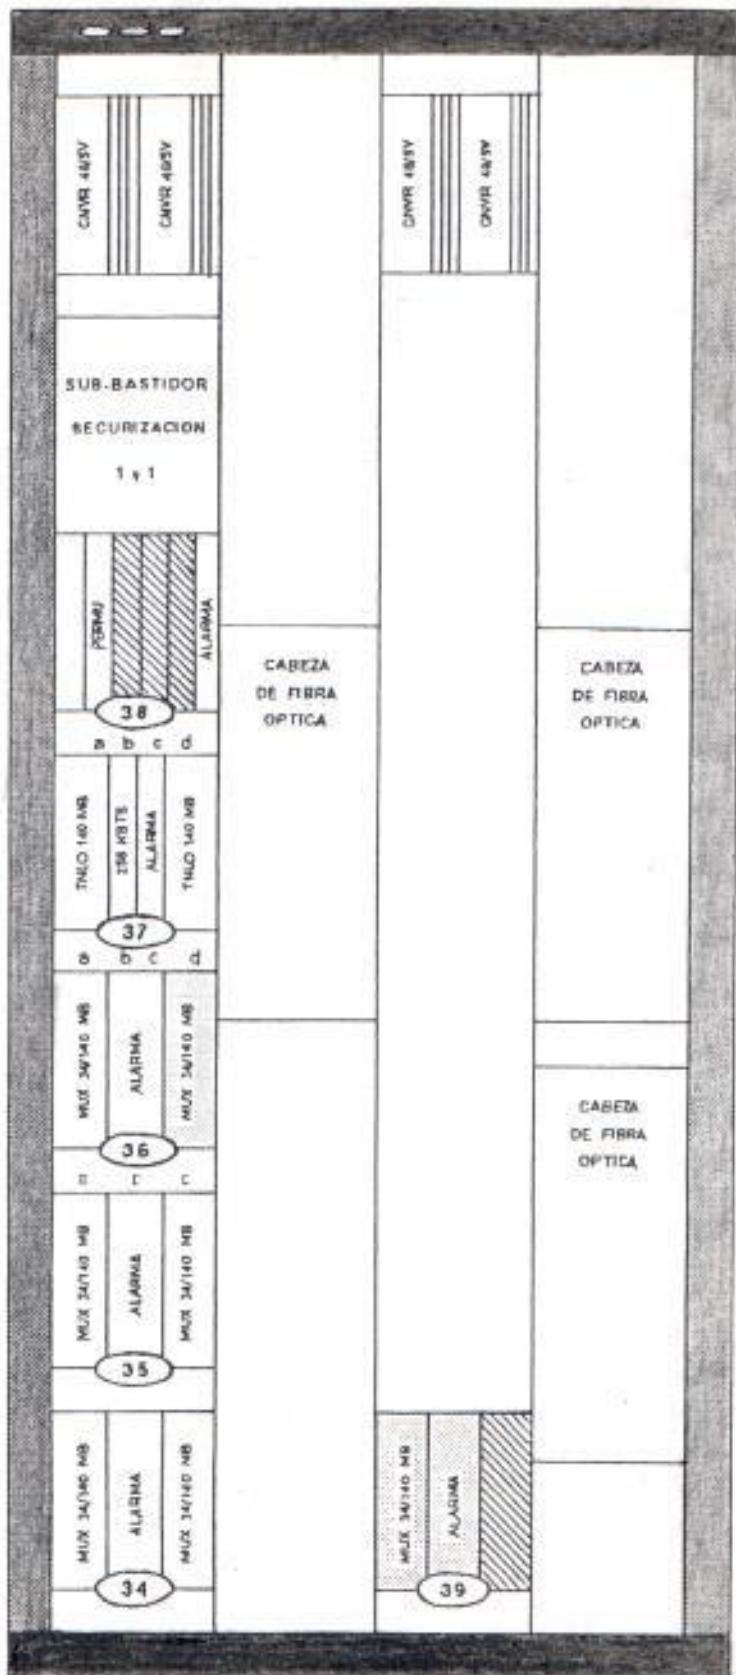 CNVR 48/5V
CNVR 48/5V
CNVR 48/5V
CNVR 48/5V
SUB-BASTIDOR
SECURIZACION
1 y 1
PERMU
ALARMA
38
a b c d
CABEZA
DE FIBRA
OPTICA
CABEZA
DE FIBRA
OPTICA
TNLO 140 MB
256 KBTS
ALARMA
TNLO 140 MB
37
a b c d
MUX 34/140 MB
ALARMA
MUX 34/140 MB
36
CABEZA
DE FIBRA
OPTICA
MUX 34/140 MB
ALARMA
MUX 34/140 MB
35
MUX 34/140 MB
ALARMA
MUX 34/140 MB
34
MUX 34/140 MB
ALARMA
39